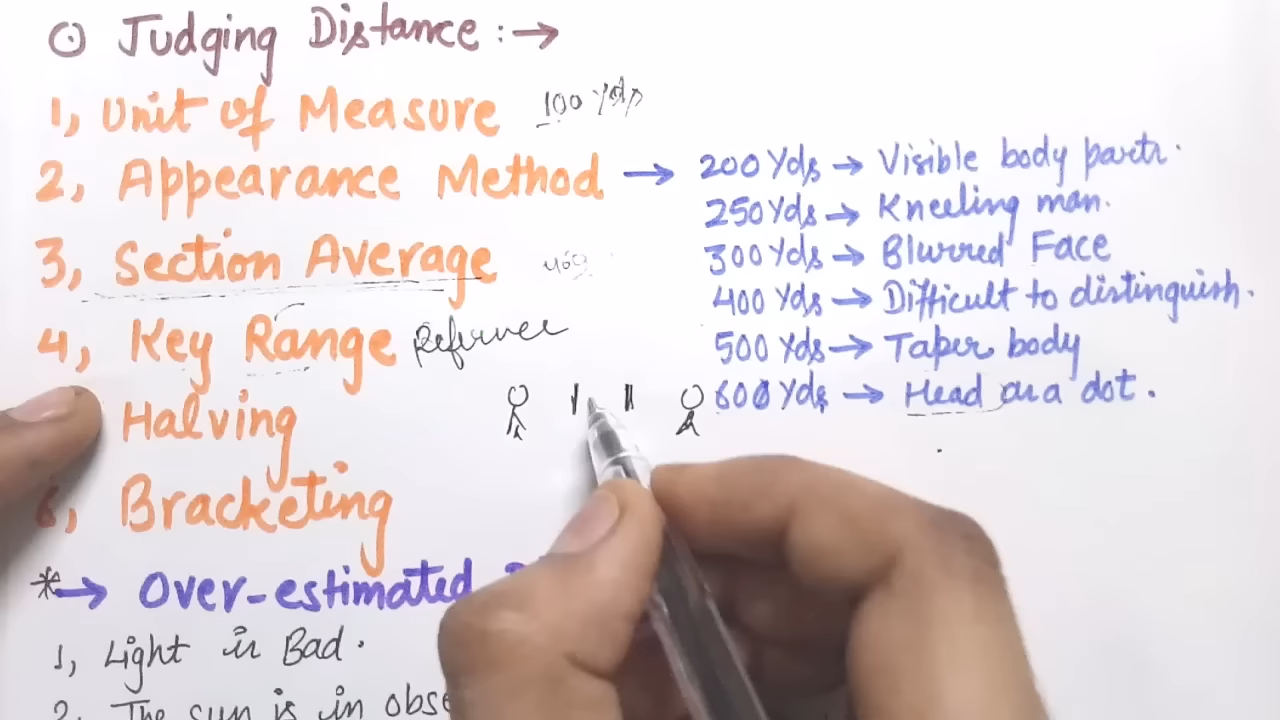 ⊙ Judging Distance :→
1, Unit of Measure 100 Yds
2, Appearance Method → 200 Yds → Visible body parts.
250 Yds → Kneeling man.
300 Yds → Blurred Face
400 Yds → Difficult to distinguish.
500 Yds → Taper body
600 Yds → Head as a dot.
3, Section Average 400
4, Key Range Refernce
Halving
6, Bracketing
*→ Over-estimated
1, Light is Bad.
2. The sun is in obse